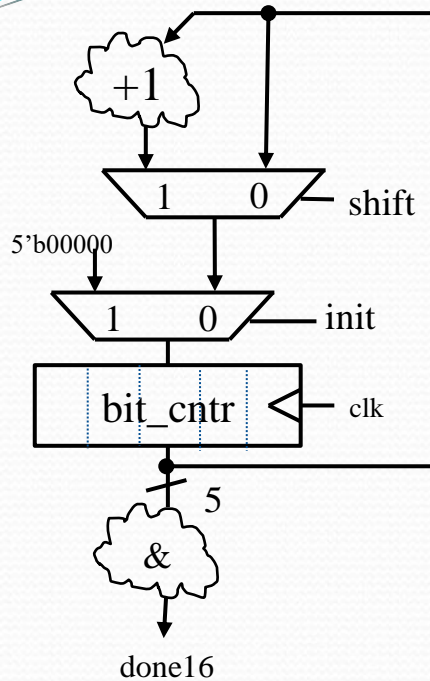 +1
1 0
shift
5'b00000
1 0
init
bit_cntr
clk
5
&
done16